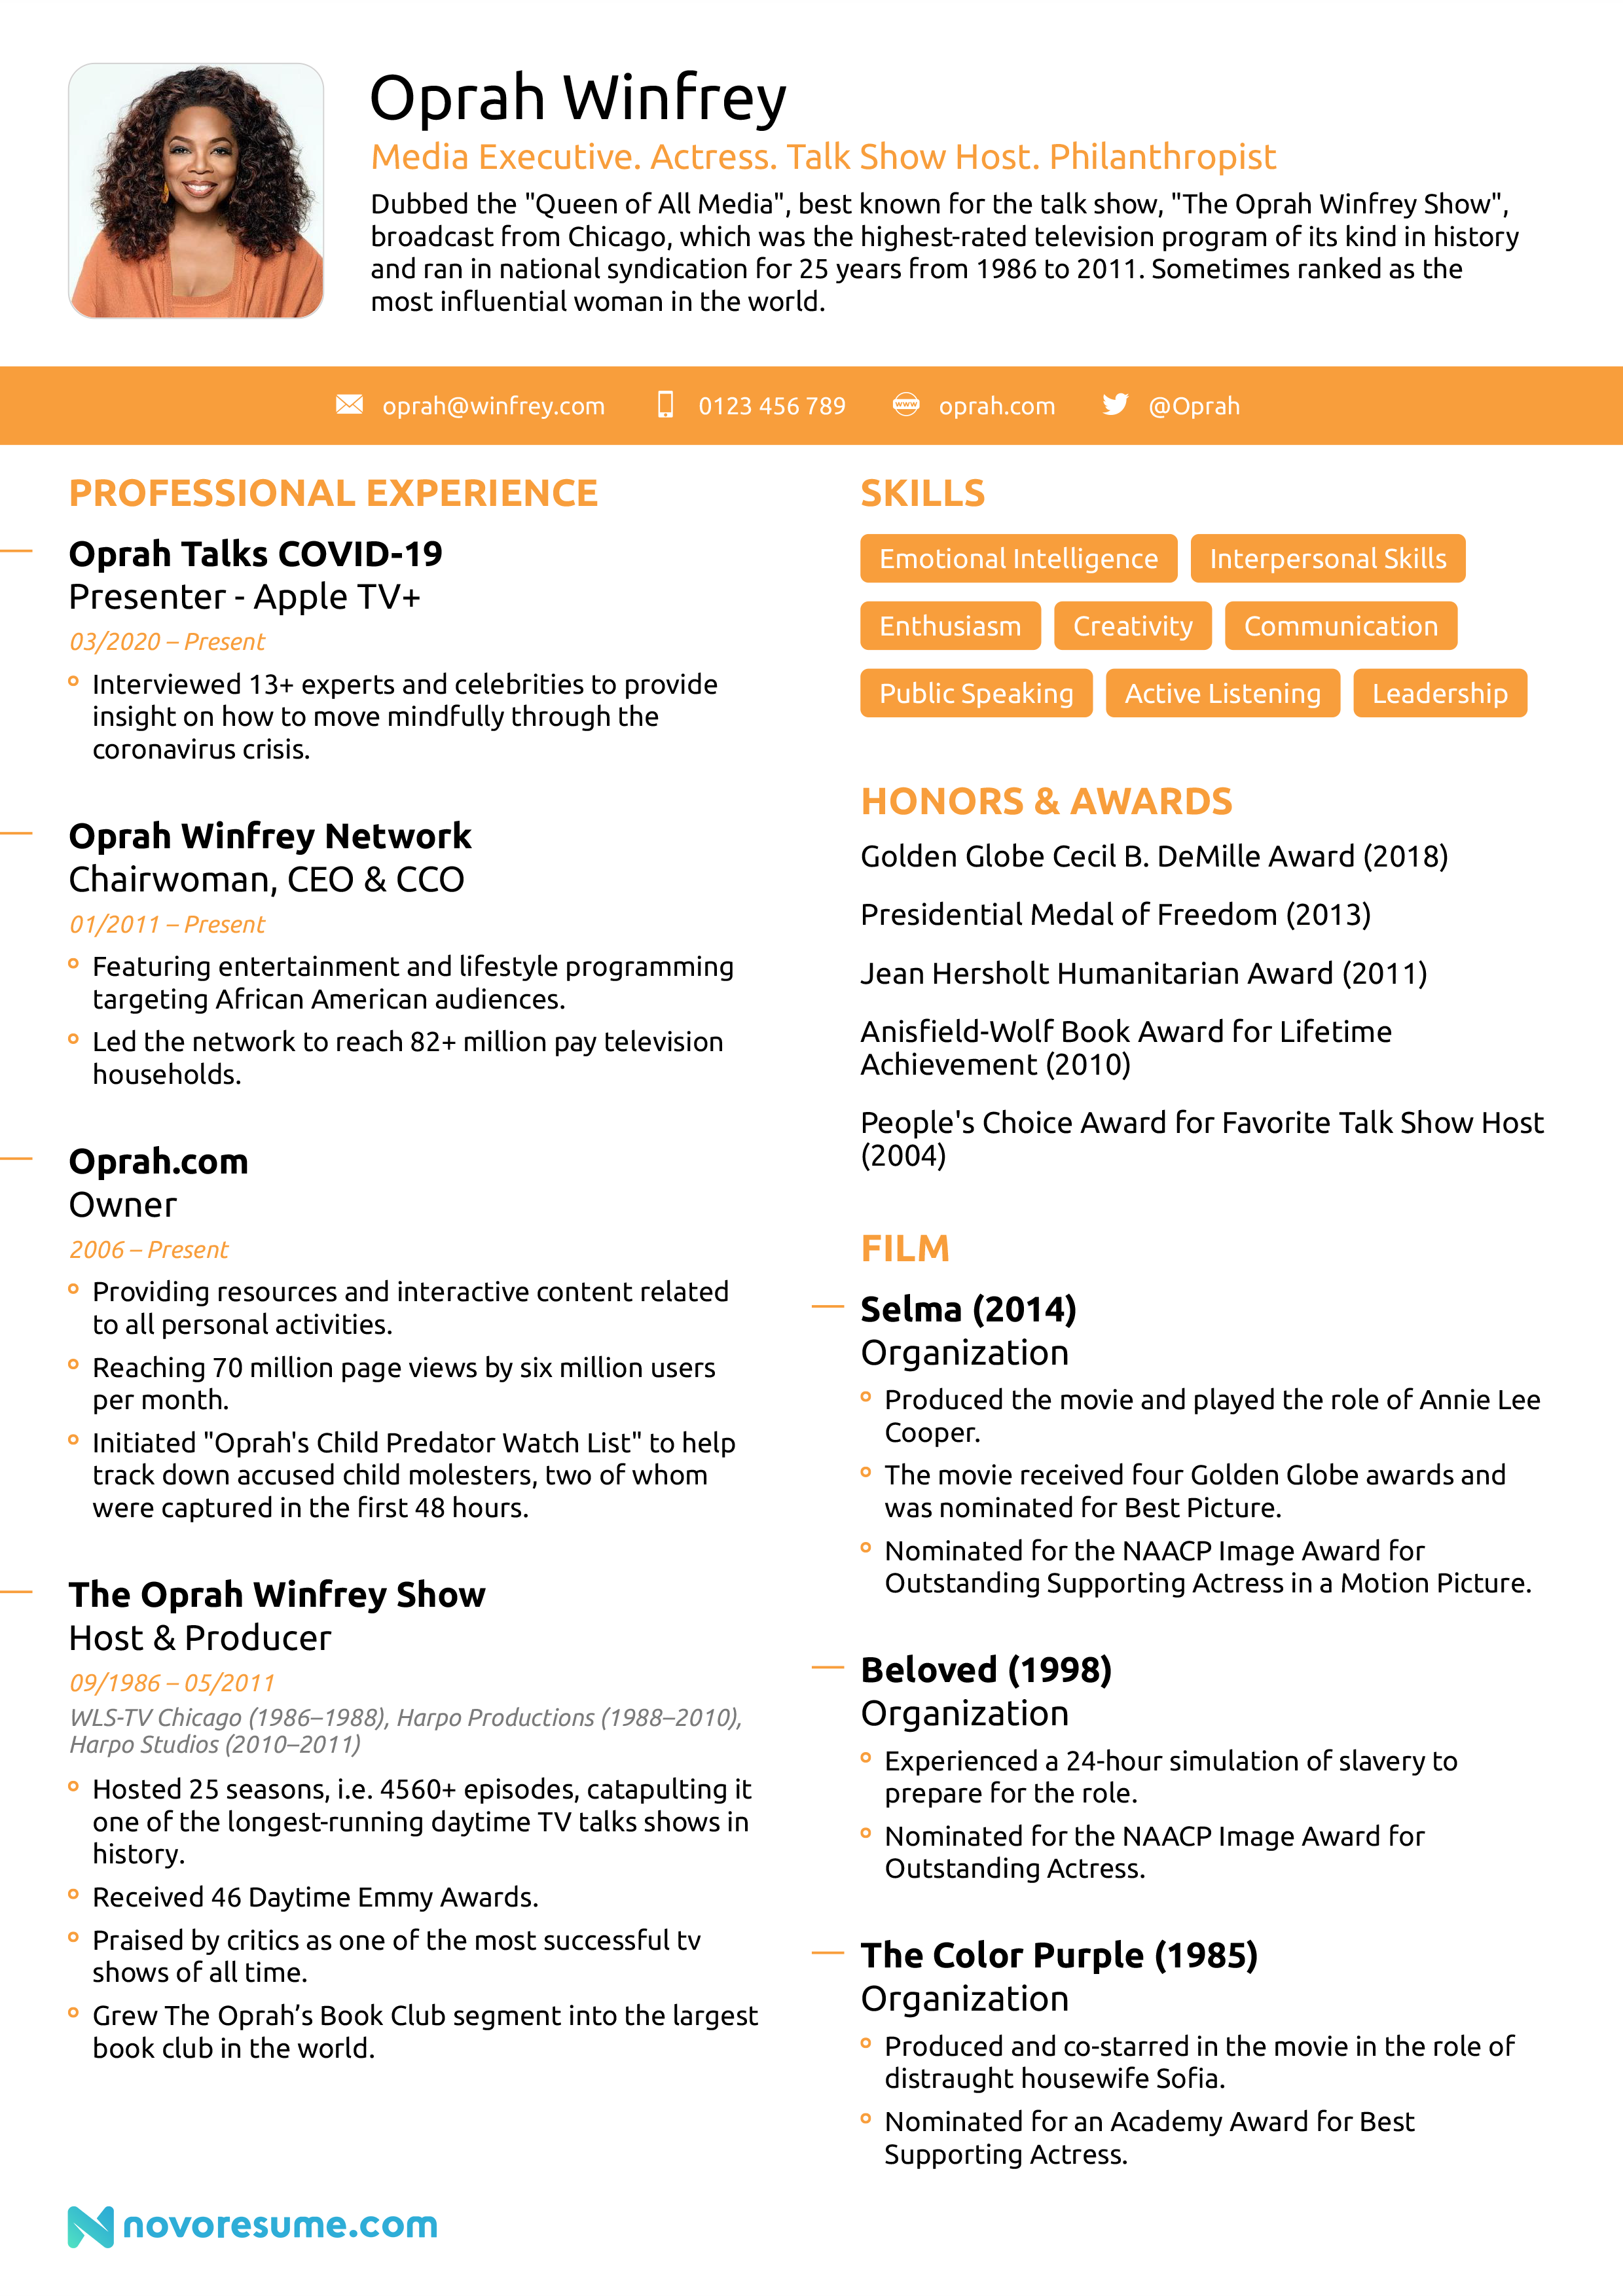 Oprah Winfrey
Media Executive. Actress. Talk Show Host. Philanthropist
Dubbed the "Queen of All Media", best known for the talk show, "The Oprah Winfrey Show",
broadcast from Chicago, which was the highest-rated television program of its kind in history
and ran in national syndication for 25 years from 1986 to 2011. Sometimes ranked as the
most influential woman in the world.
oprah@winfrey.com 0123 456 789 www oprah.com @Oprah
PROFESSIONAL EXPERIENCE
Oprah Talks COVID-19
Presenter - Apple TV+
03/2020 – Present
Interviewed 13+ experts and celebrities to provide
insight on how to move mindfully through the
coronavirus crisis.
Oprah Winfrey Network
Chairwoman, CEO & CCO
01/2011 – Present
Featuring entertainment and lifestyle programming
targeting African American audiences.
Led the network to reach 82+ million pay television
households.
Oprah.com
Owner
2006 – Present
Providing resources and interactive content related
to all personal activities.
Reaching 70 million page views by six million users
per month.
Initiated "Oprah's Child Predator Watch List" to help
track down accused child molesters, two of whom
were captured in the first 48 hours.
The Oprah Winfrey Show
Host & Producer
09/1986 – 05/2011
WLS-TV Chicago (1986–1988), Harpo Productions (1988–2010),
Harpo Studios (2010–2011)
Hosted 25 seasons, i.e. 4560+ episodes, catapulting it
one of the longest-running daytime TV talks shows in
history.
Received 46 Daytime Emmy Awards.
Praised by critics as one of the most successful tv
shows of all time.
Grew The Oprah’s Book Club segment into the largest
book club in the world.
SKILLS
Emotional Intelligence Interpersonal Skills
Enthusiasm Creativity Communication
Public Speaking Active Listening Leadership
HONORS & AWARDS
Golden Globe Cecil B. DeMille Award (2018)
Presidential Medal of Freedom (2013)
Jean Hersholt Humanitarian Award (2011)
Anisfield-Wolf Book Award for Lifetime
Achievement (2010)
People's Choice Award for Favorite Talk Show Host
(2004)
FILM
Selma (2014)
Organization
Produced the movie and played the role of Annie Lee
Cooper.
The movie received four Golden Globe awards and
was nominated for Best Picture.
Nominated for the NAACP Image Award for
Outstanding Supporting Actress in a Motion Picture.
Beloved (1998)
Organization
Experienced a 24-hour simulation of slavery to
prepare for the role.
Nominated for the NAACP Image Award for
Outstanding Actress.
The Color Purple (1985)
Organization
Produced and co-starred in the movie in the role of
distraught housewife Sofia.
Nominated for an Academy Award for Best
Supporting Actress.
novoresume.com